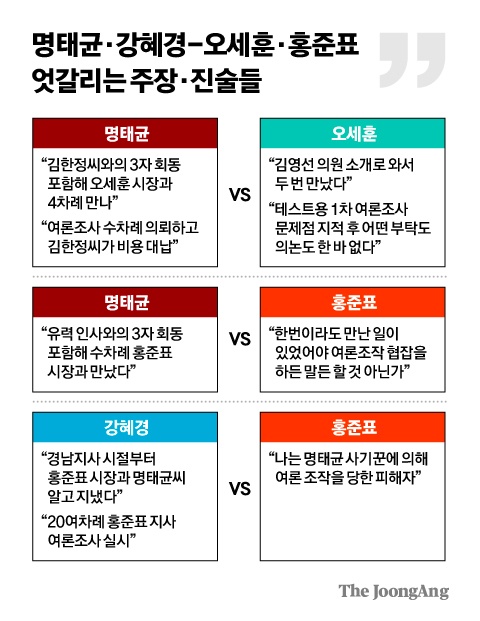 명태균·강혜경–오세훈·홍준표
엇갈리는 주장·진술들
명태균
“김한정씨와의 3자 회동
포함해 오세훈 시장과
4차례 만나”
“여론조사 수차례 의뢰하고
김한정씨가 비용 대납”
VS
오세훈
“김영선 의원 소개로 와서
두 번 만났다”
“테스트용 1차 여론조사
문제점 지적 후 어떤 부탁도
의논도 한 바 없다”
명태균
“유력 인사와의 3자 회동
포함해 수차례 홍준표
시장과 만났다”
VS
홍준표
“한번이라도 만난 일이
있었어야 여론조작 협잡을
하든 말든 할 것 아닌가”
강혜경
“경남지사 시절부터
홍준표 시장과 명태균씨
알고 지냈다”
“20여차례 홍준표 지사
여론조사 실시”
VS
홍준표
“나는 명태균 사기꾼에 의해
여론 조작을 당한 피해자”
The JoongAng